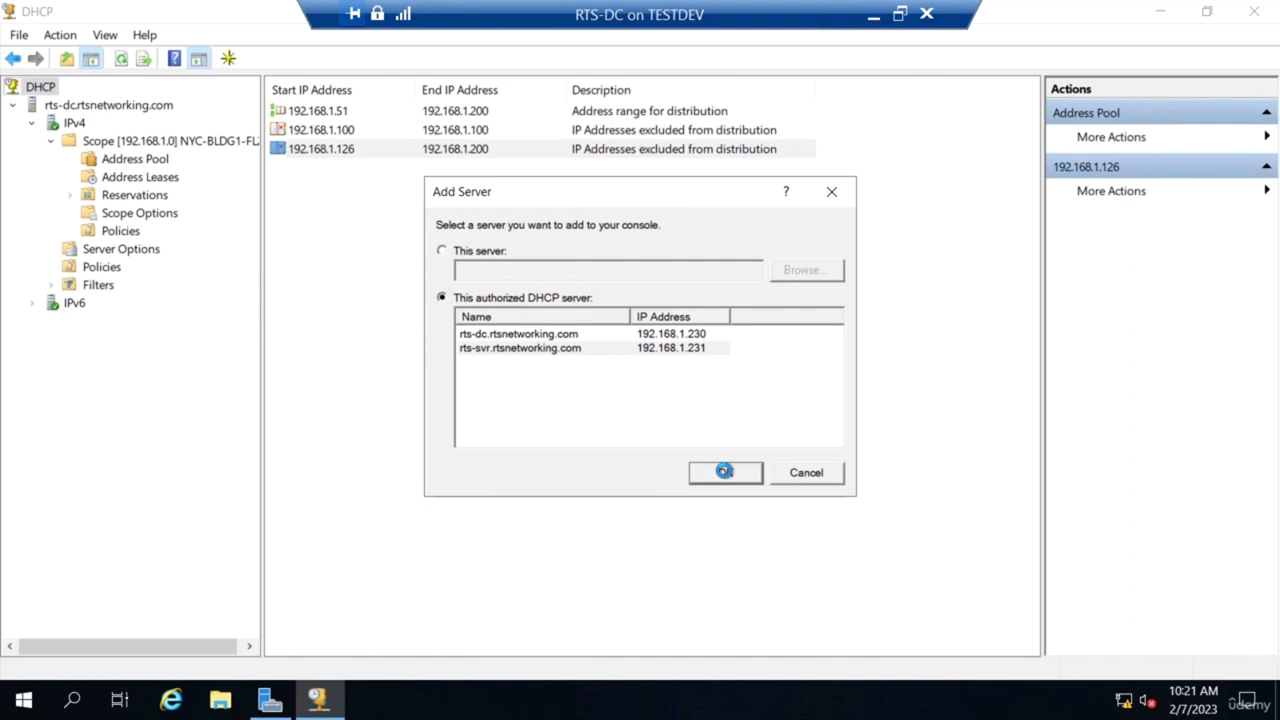 DHCP
RTS-DC on TESTDEV
File Action View Help
DHCP
rts-dc.rtsnetworking.com
IPv4
Scope [192.168.1.0] NYC-BLDG1-FL
Address Pool
Address Leases
Reservations
Scope Options
Policies
Server Options
Policies
Filters
IPv6
Start IP Address End IP Address Description
192.168.1.51 192.168.1.200 Address range for distribution
192.168.1.100 192.168.1.100 IP Addresses excluded from distribution
192.168.1.126 192.168.1.200 IP Addresses excluded from distribution
Add Server
Select a server you want to add to your console.
This server:
Browse...
This authorized DHCP server:
Name IP Address
rts-dc.rtsnetworking.com 192.168.1.230
rts-svr.rtsnetworking.com 192.168.1.231
Cancel
Actions
Address Pool
More Actions
192.168.1.126
More Actions
10:21 AM
2/7/2023
udemy